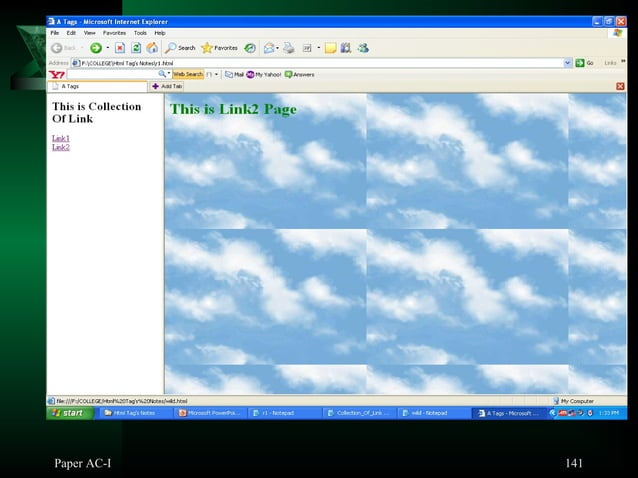 A Tags - Microsoft Internet Explorer
File Edit View Favorites Tools Help
Back Search Favorites
Address F:\COLLEGE\Html Tag's Notes\r1.html Go Links »
Y! Web Search Mail My Yahoo! Answers
A Tags Add Tab
This is Collection
Of Link
Link1
Link2
This is Link2 Page
file:///F:/COLLEGE/Html%20Tag's%20Notes/wild.html My Computer
start Html Tag's Notes Microsoft PowerPoi... r1 - Notepad Collection_Of_Link ... wild - Notepad A Tags - Microsoft ... 1:33 PM
Paper AC-I 141